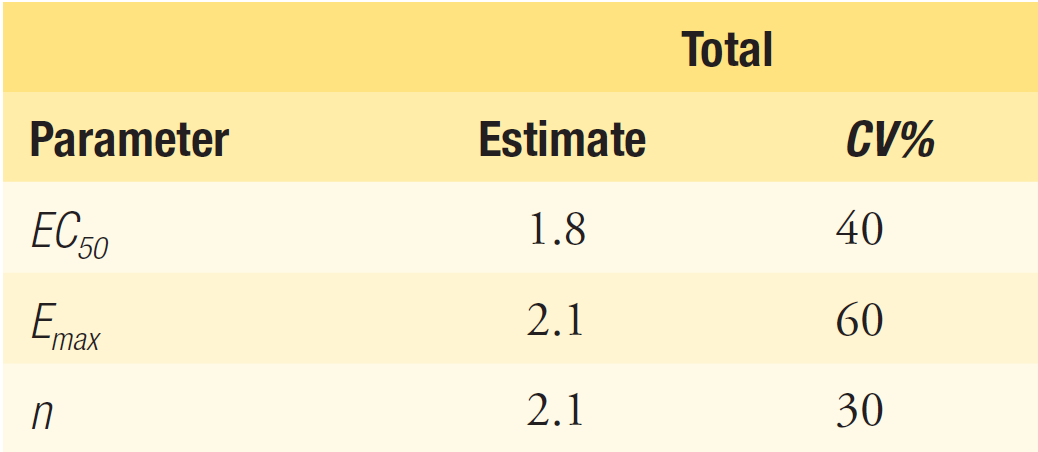 Total
Parameter Estimate CV%
EC50 1.8 40
Emax 2.1 60
n 2.1 30